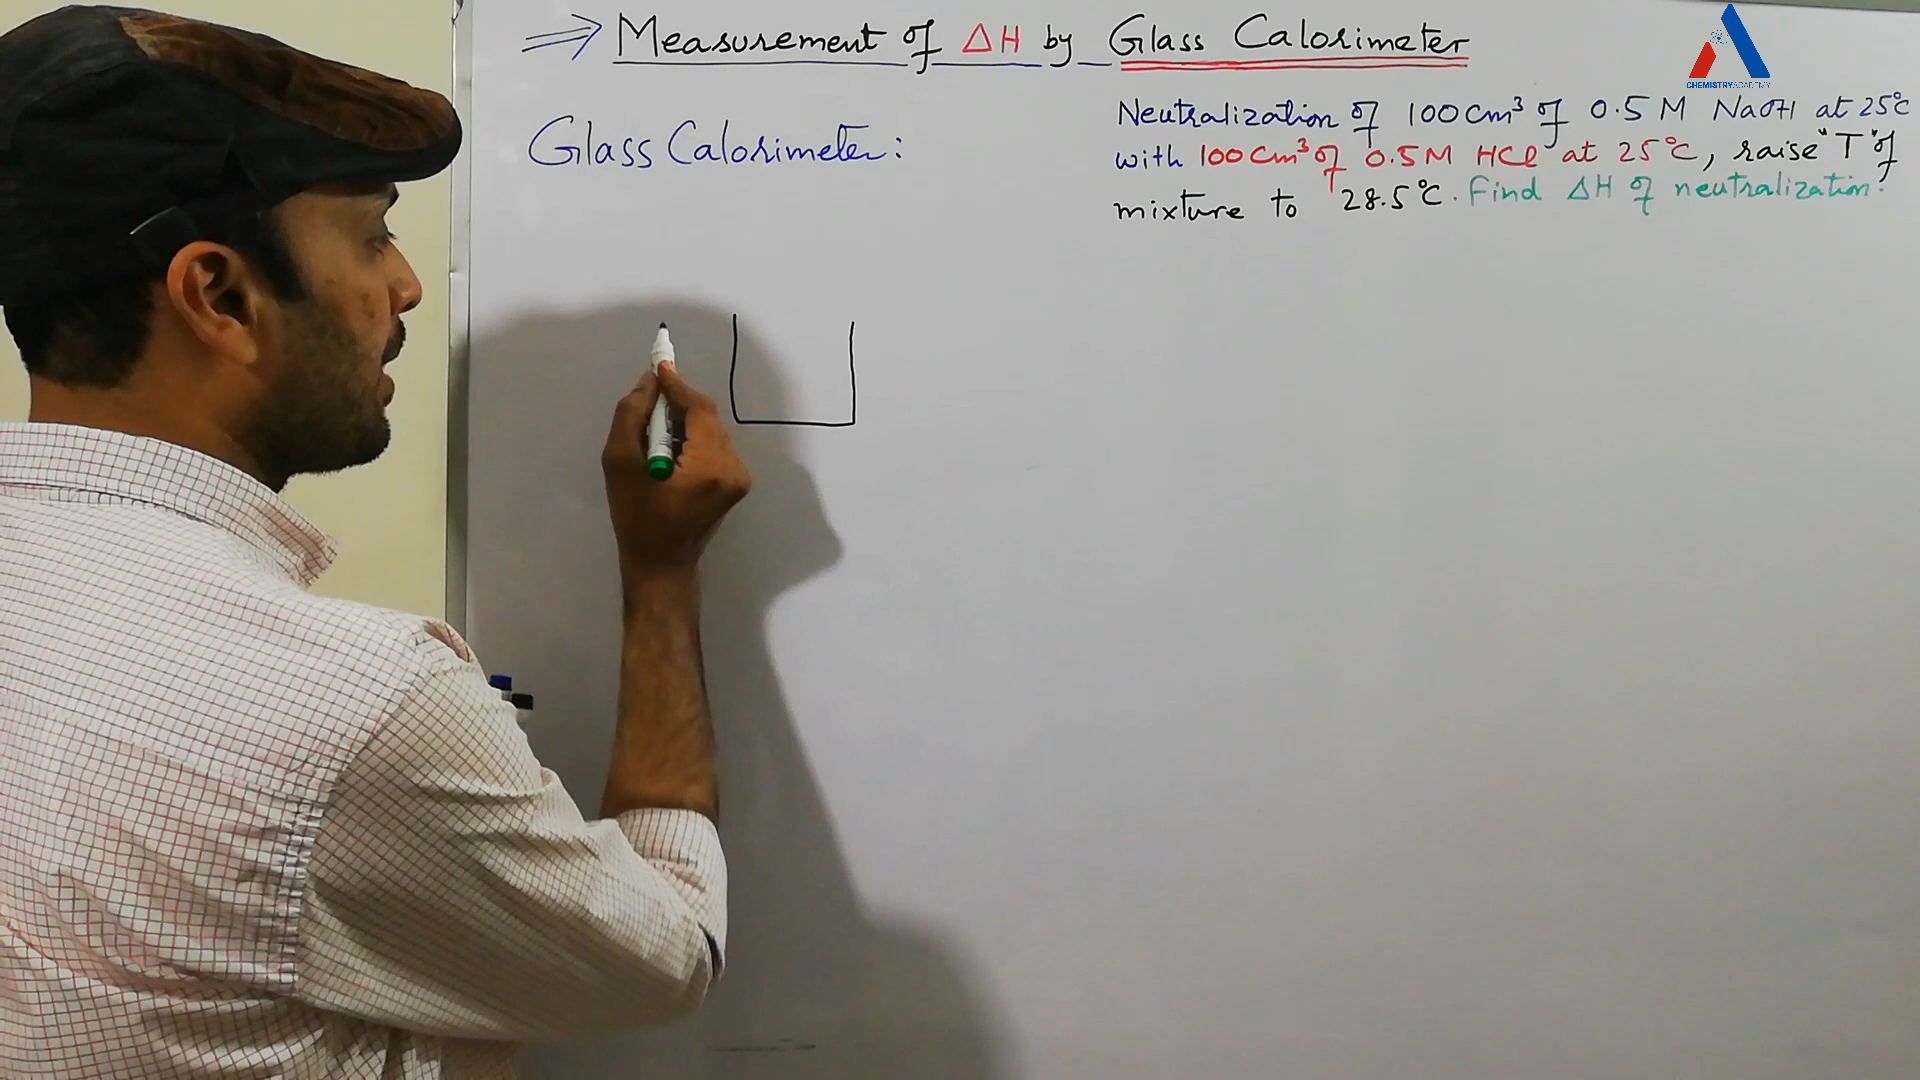 ⇒ Measurement of ΔH by Glass Calorimeter
CHEMISTRYACADEMY
Glass Calorimeter:
Neutralization of 100cm³ of 0.5 M NaOH at 25°C
with 100cm³ of 0.5M HCl at 25°C, raise "T" of
mixture to 28.5°C. Find ΔH of neutralization?